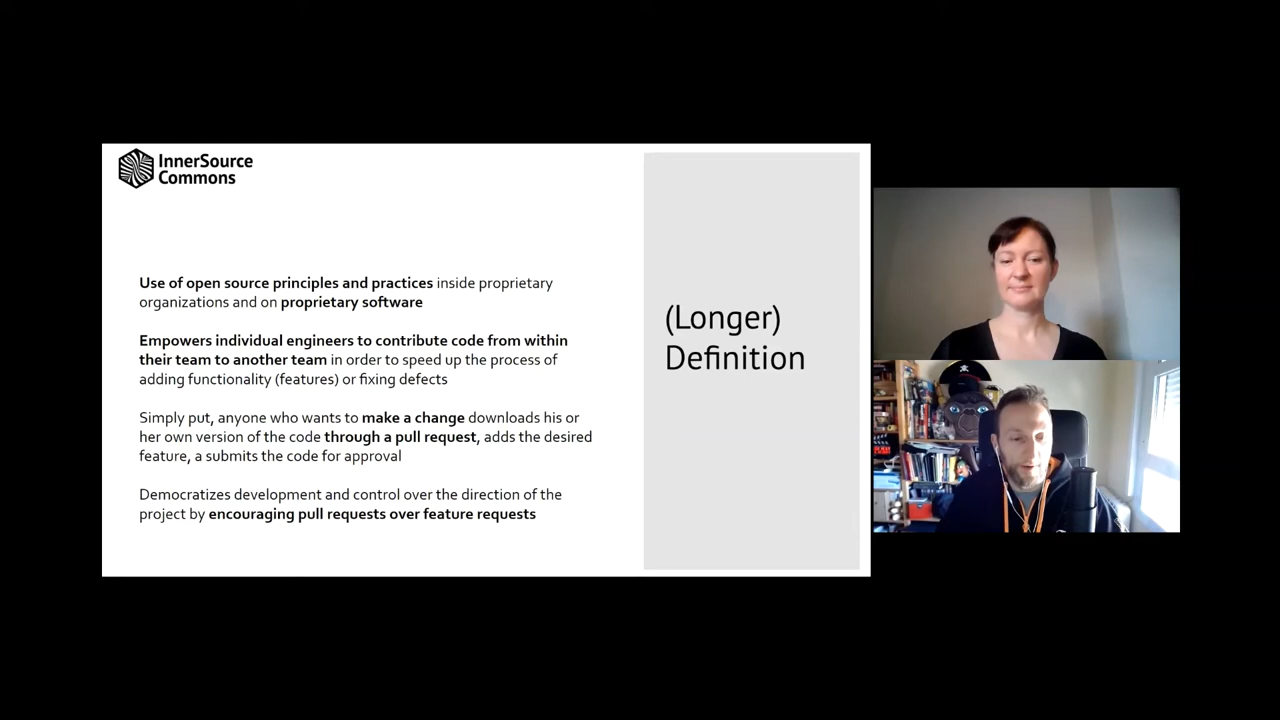 InnerSource
Commons
Use of open source principles and practices inside proprietary
organizations and on proprietary software
Empowers individual engineers to contribute code from within
their team to another team in order to speed up the process of
adding functionality (features) or fixing defects
Simply put, anyone who wants to make a change downloads his or
her own version of the code through a pull request, adds the desired
feature, a submits the code for approval
Democratizes development and control over the direction of the
project by encouraging pull requests over feature requests
(Longer)
Definition